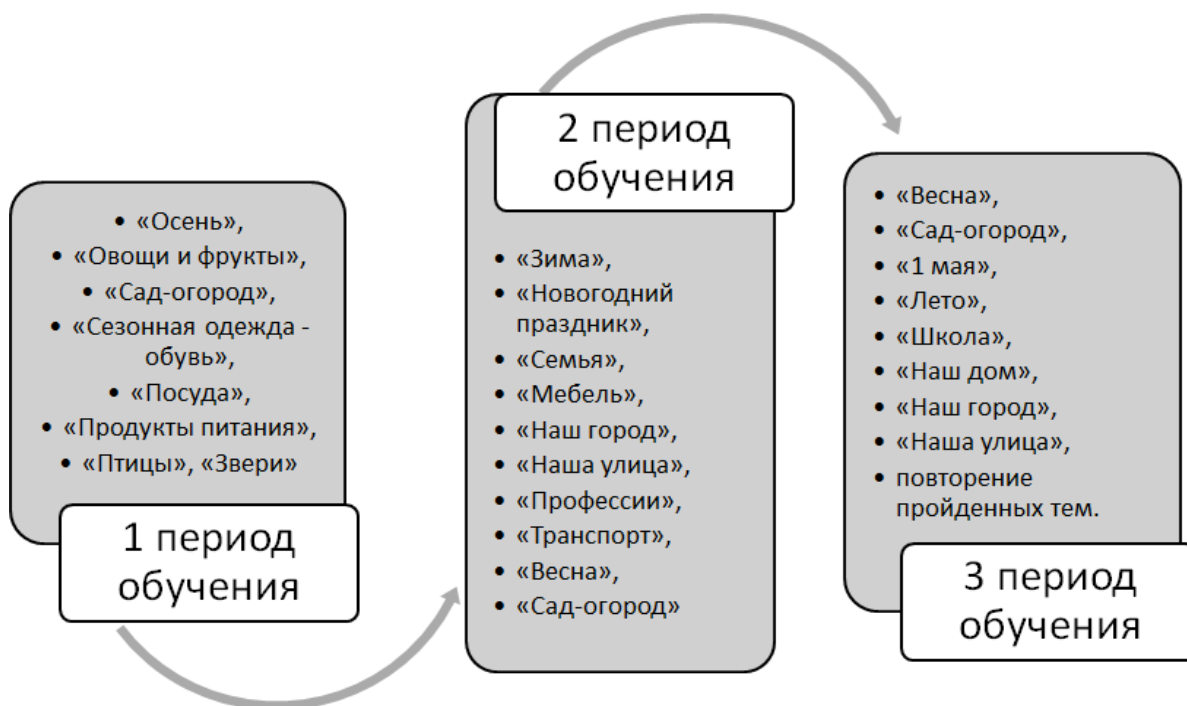 • «Осень»,
• «Овощи и фрукты»,
• «Сад-огород»,
• «Сезонная одежда -
обувь»,
• «Посуда»,
• «Продукты питания»,
• «Птицы», «Звери»
1 период
обучения
2 период
обучения
• «Зима»,
• «Новогодний
праздник»,
• «Семья»,
• «Мебель»,
• «Наш город»,
• «Наша улица»,
• «Профессии»,
• «Транспорт»,
• «Весна»,
• «Сад-огород»
• «Весна»,
• «Сад-огород»,
• «1 мая»,
• «Лето»,
• «Школа»,
• «Наш дом»,
• «Наш город»,
• «Наша улица»,
• повторение
пройденных тем.
3 период
обучения